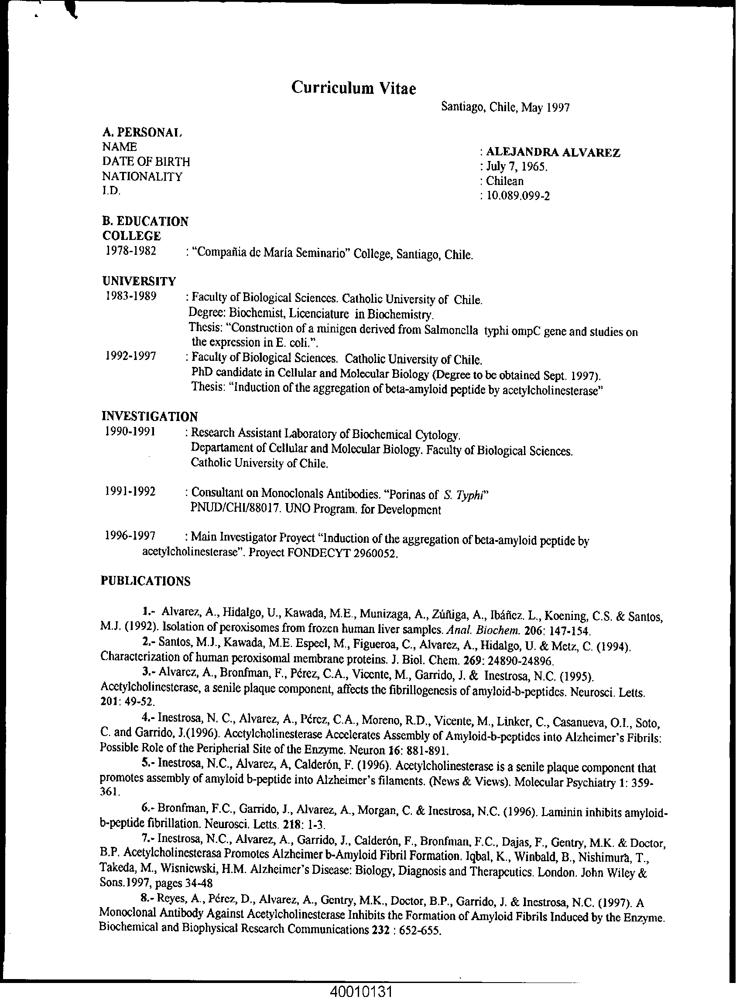 Curriculum Vitae
Santiago, Chile, May 1997
A. PERSONAL
NAME : ALEJANDRA ALVAREZ
DATE OF BIRTH : July 7, 1965.
NATIONALITY : Chilean
I.D. : 10.089.099-2
B. EDUCATION
COLLEGE
1978-1982 : "Compañia de María Seminario" College, Santiago, Chile.
UNIVERSITY
1983-1989 : Faculty of Biological Sciences. Catholic University of Chile.
Degree: Biochemist, Licenciature in Biochemistry.
Thesis: "Construction of a minigen derived from Salmonella typhi ompC gene and studies on
the expression in E. coli.".
1992-1997 : Faculty of Biological Sciences. Catholic University of Chile.
PhD candidate in Cellular and Molecular Biology (Degree to be obtained Sept. 1997).
Thesis: "Induction of the aggregation of beta-amyloid peptide by acetylcholinesterase"
INVESTIGATION
1990-1991 : Research Assistant Laboratory of Biochemical Cytology.
Departament of Cellular and Molecular Biology. Faculty of Biological Sciences.
Catholic University of Chile.
1991-1992 : Consultant on Monoclonals Antibodies. "Porinas of S. Typhi"
PNUD/CHI/88017. UNO Program. for Development
1996-1997 : Main Investigator Proyect "Induction of the aggregation of beta-amyloid peptide by
acetylcholinesterase". Proyect FONDECYT 2960052.
PUBLICATIONS
1.- Alvarez, A., Hidalgo, U., Kawada, M.E., Munizaga, A., Zúñiga, A., Ibáñez. L., Koening, C.S. & Santos,
M.J. (1992). Isolation of peroxisomes from frozen human liver samples. Anal. Biochem. 206: 147-154.
2.- Santos, M.J., Kawada, M.E. Espeel, M., Figueroa, C., Alvarez, A., Hidalgo, U. & Metz, C. (1994).
Characterization of human peroxisomal membrane proteins. J. Biol. Chem. 269: 24890-24896.
3.- Alvarez, A., Bronfman, F., Pérez, C.A., Vicente, M., Garrido, J. & Inestrosa, N.C. (1995).
Acetylcholinesterase, a senile plaque component, affects the fibrillogenesis of amyloid-b-peptides. Neurosci. Letts.
201: 49-52.
4.- Inestrosa, N. C., Alvarez, A., Pérez, C.A., Moreno, R.D., Vicente, M., Linker, C., Casanueva, O.I., Soto,
C. and Garrido, J.(1996). Acetylcholinesterase Accelerates Assembly of Amyloid-b-peptides into Alzheimer's Fibrils:
Possible Role of the Peripherial Site of the Enzyme. Neuron 16: 881-891.
5.- Inestrosa, N.C., Alvarez, A, Calderón, F. (1996). Acetylcholinesterase is a senile plaque component that
promotes assembly of amyloid b-peptide into Alzheimer's filaments. (News & Views). Molecular Psychiatry 1: 359-
361.
6.- Bronfman, F.C., Garrido, J., Alvarez, A., Morgan, C. & Inestrosa, N.C. (1996). Laminin inhibits amyloid-
b-peptide fibrillation. Neurosci. Letts. 218: 1-3.
7.- Inestrosa, N.C., Alvarez, A., Garrido, J., Calderón, F., Bronfman, F.C., Dajas, F., Gentry, M.K. & Doctor,
B.P. Acetylcholinesterasa Promotes Alzheimer b-Amyloid Fibril Formation. Iqbal, K., Winbald, B., Nishimura, T.,
Takeda, M., Wisniewski, H.M. Alzheimer's Disease: Biology, Diagnosis and Therapeutics. London. John Wiley &
Sons.1997, pages 34-48
8.- Reyes, A., Pérez, D., Alvarez, A., Gentry, M.K., Doctor, B.P., Garrido, J. & Inestrosa, N.C. (1997). A
Monoclonal Antibody Against Acetylcholinesterase Inhibits the Formation of Amyloid Fibrils Induced by the Enzyme.
Biochemical and Biophysical Research Communications 232 : 652-655.
40010131